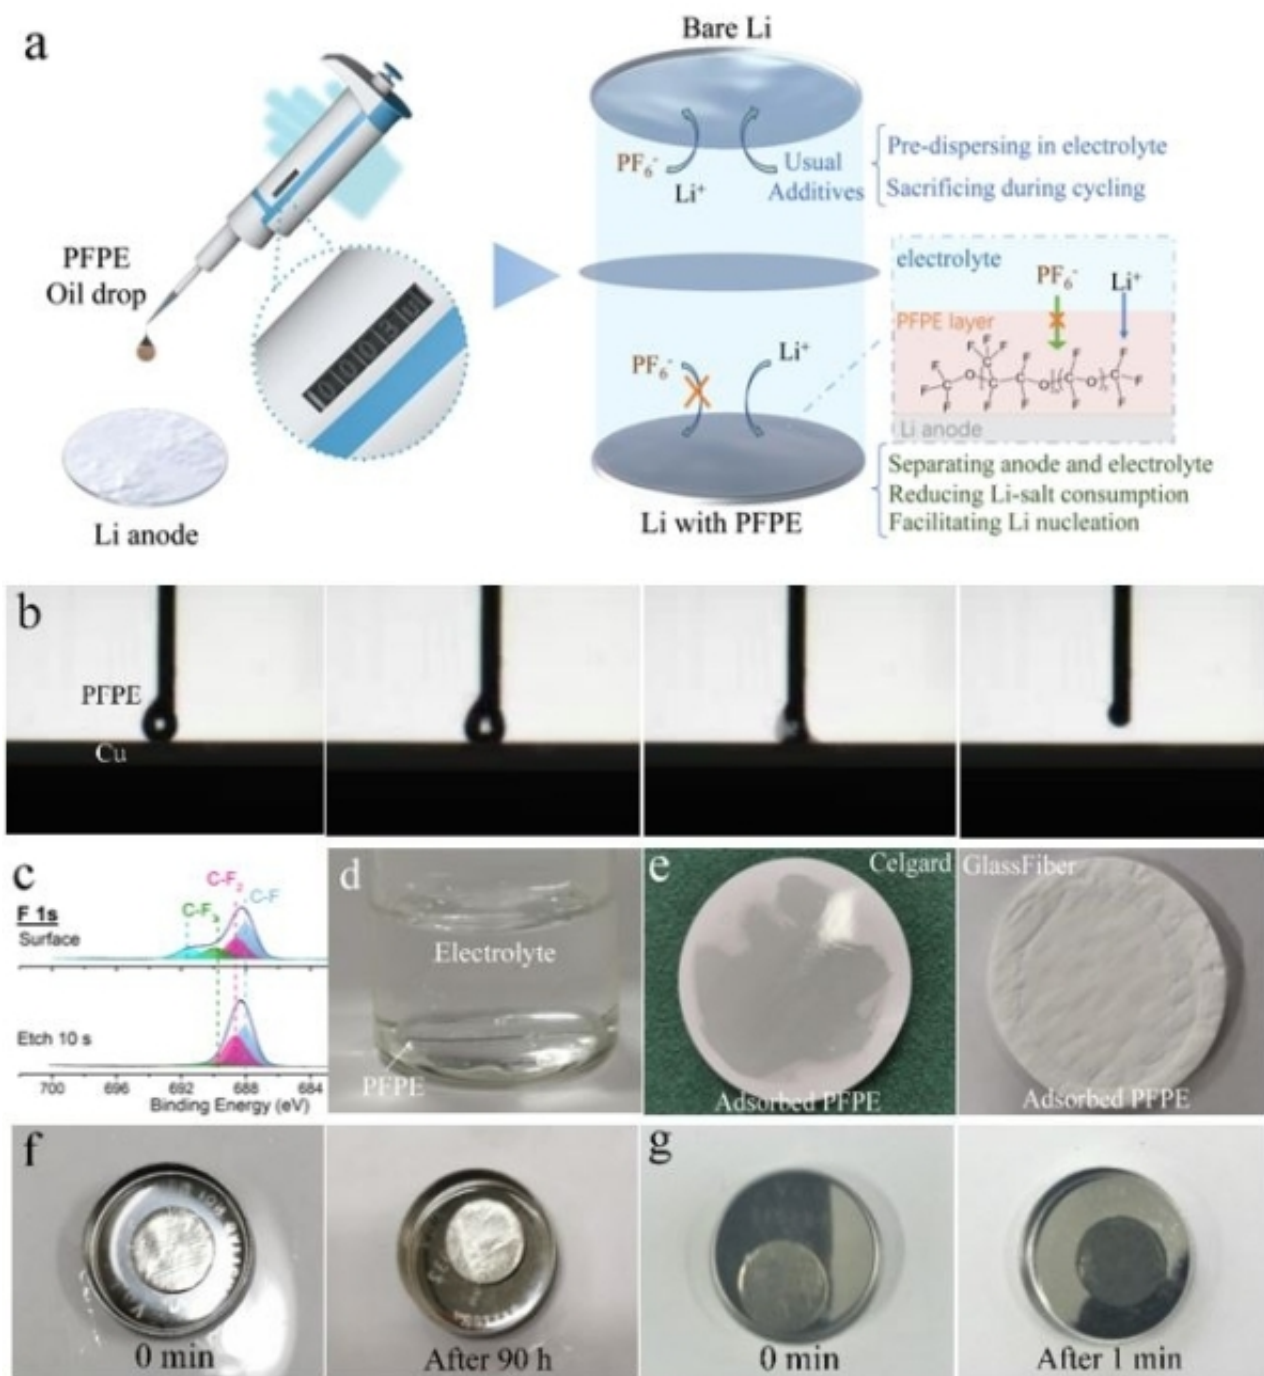 a
Bare Li
PF6-
Li+
Usual
Additives
Pre-dispersing in electrolyte
Sacrificing during cycling
PFPE
Oil drop
Li anode
electrolyte
PF6-
Li+
PFPE layer
Li anode
PF6-
Li+
Li with PFPE
Separating anode and electrolyte
Reducing Li-salt consumption
Facilitating Li nucleation
b
PFPE
Cu
c
F 1s
Surface
C-F3
C-F2
C-F
Etch 10 s
700 696 692 688 684
Binding Energy (eV)
d
Electrolyte
PFPE
e
Celgard
Adsorbed PFPE
GlassFiber
Adsorbed PFPE
f
0 min
After 90 h
g
0 min
After 1 min